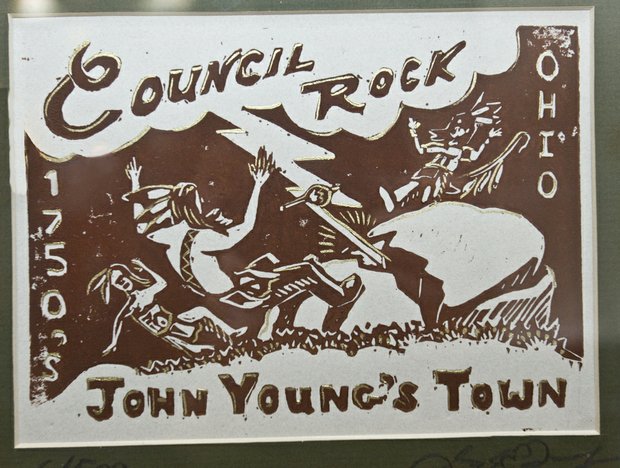 COUNCIL ROCK
OHIO
1750's
JOHN YOUNG'S TOWN